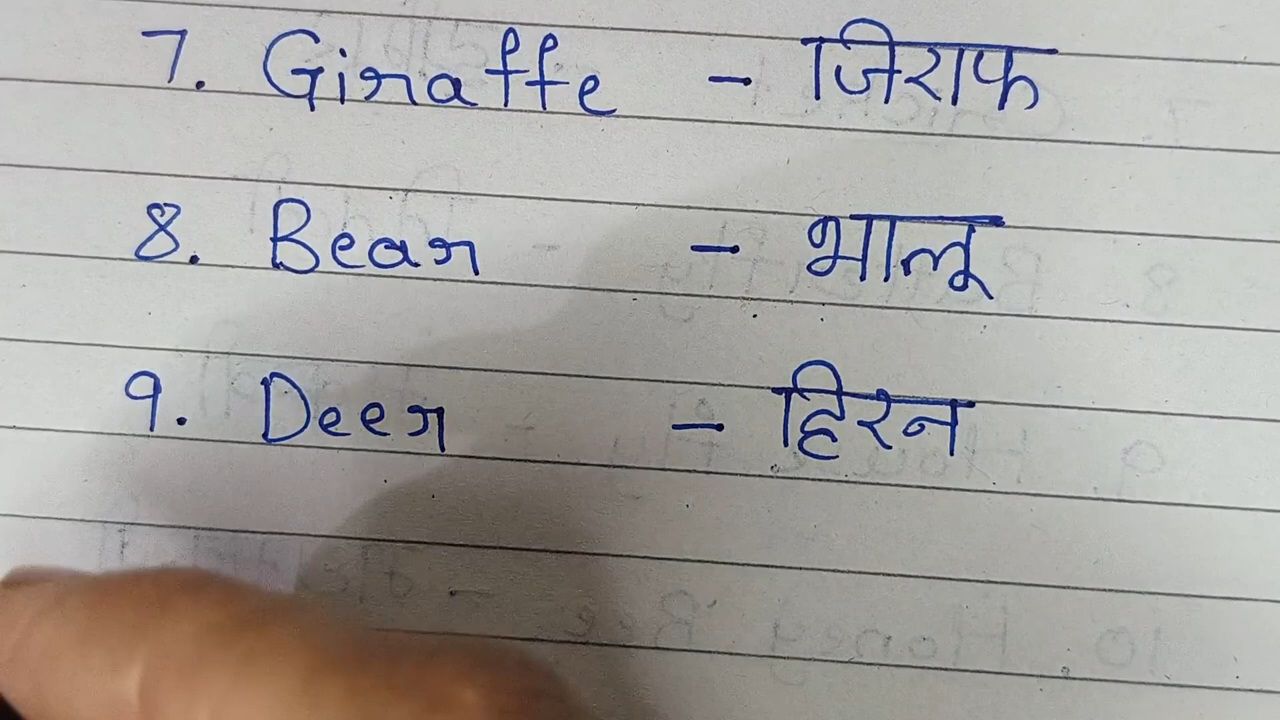 7. Giraffe - जिराफ
8. Bear - भालू
9. Deer - हिरन